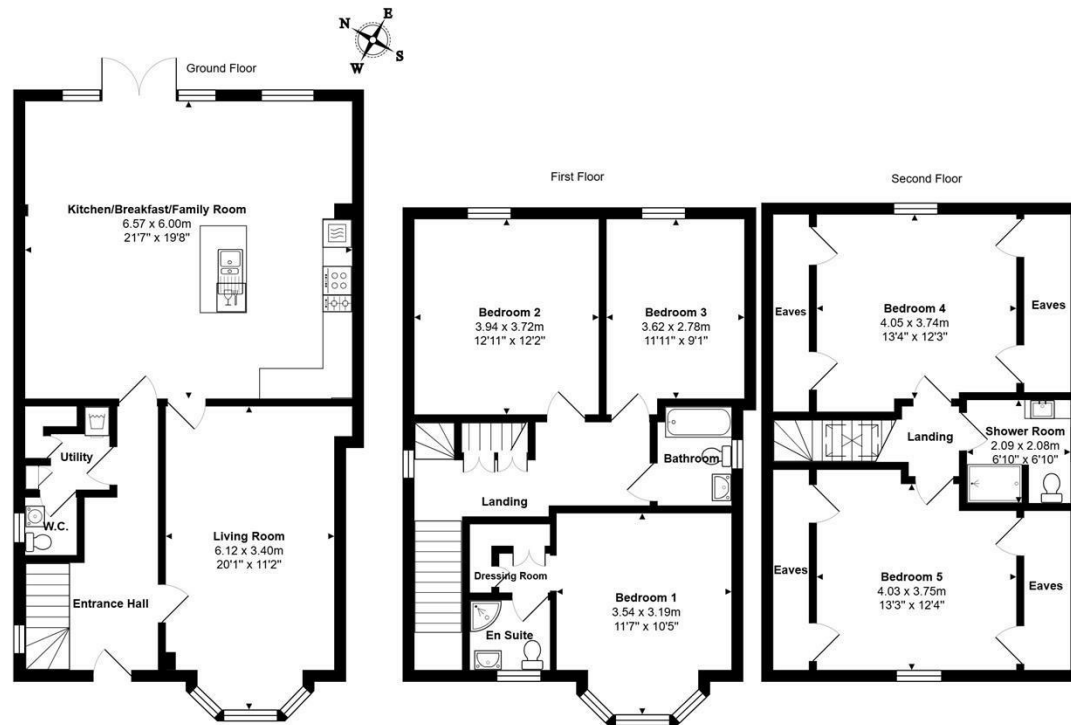 N
E
S
W
Ground Floor
Kitchen/Breakfast/Family Room
6.57 x 6.00m
21'7" x 19'8"
Utility
W.C.
Living Room
6.12 x 3.40m
20'1" x 11'2"
Entrance Hall
First Floor
Bedroom 2
3.94 x 3.72m
12'11" x 12'2"
Bedroom 3
3.62 x 2.78m
11'11" x 9'1"
Bathroom
Landing
Dressing Room
En Suite
Bedroom 1
3.54 x 3.19m
11'7" x 10'5"
Second Floor
Eaves
Bedroom 4
4.05 x 3.74m
13'4" x 12'3"
Eaves
Landing
Shower Room
2.09 x 2.08m
6'10" x 6'10"
Eaves
Bedroom 5
4.03 x 3.75m
13'3" x 12'4"
Eaves